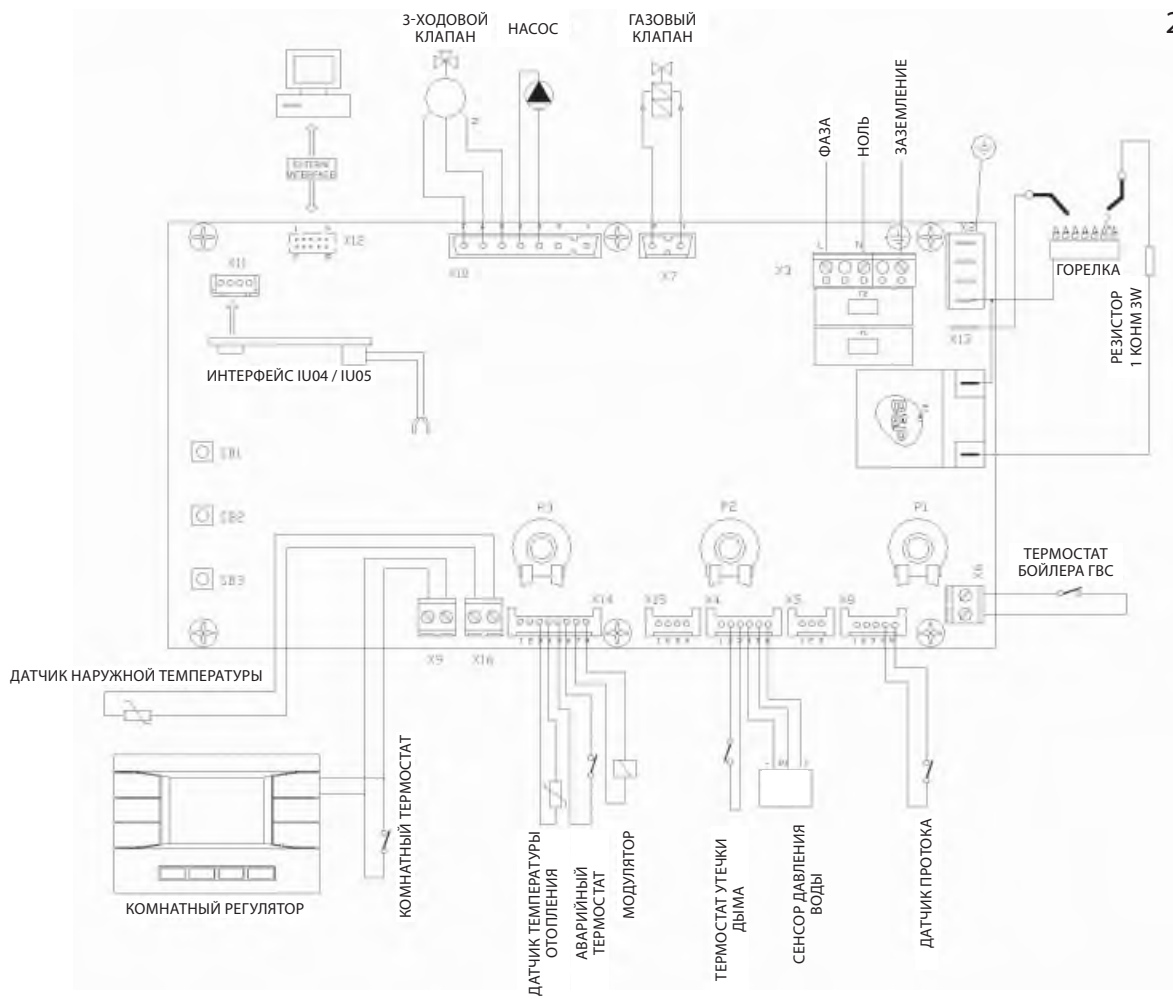 2
3-ХОДОВОЙ
КЛАПАН
НАСОС
ГАЗОВЫЙ
КЛАПАН
ФАЗА
НОЛЬ
ЗАЗЕМЛЕНИЕ
N
X12
X11
X10
X7
X3
L
N
X2
X13
ГОРЕЛКА
РЕЗИСТОР
1 КОНМ 3W
ИНТЕРФЕЙС IU04 / IU05
SB1
SB2
SB3
P3
P2
P1
X6
ТЕРМОСТАТ
БОЙЛЕРА ГВС
X9
X16
X14
X15
X4
X5
X8
ДАТЧИК НАРУЖНОЙ ТЕМПЕРАТУРЫ
КОМНАТНЫЙ РЕГУЛЯТОР
КОМНАТНЫЙ ТЕРМОСТАТ
ДАТЧИК ТЕМПЕРАТУРЫ
ОТОПЛЕНИЯ
АВАРИЙНЫЙ
ТЕРМОСТАТ
МОДУЛЯТОР
ТЕРМОСТАТ УТЕЧКИ
ДЫМА
СЕНСОР ДАВЛЕНИЯ
ВОДЫ
ДАТЧИК ПРОТОКА